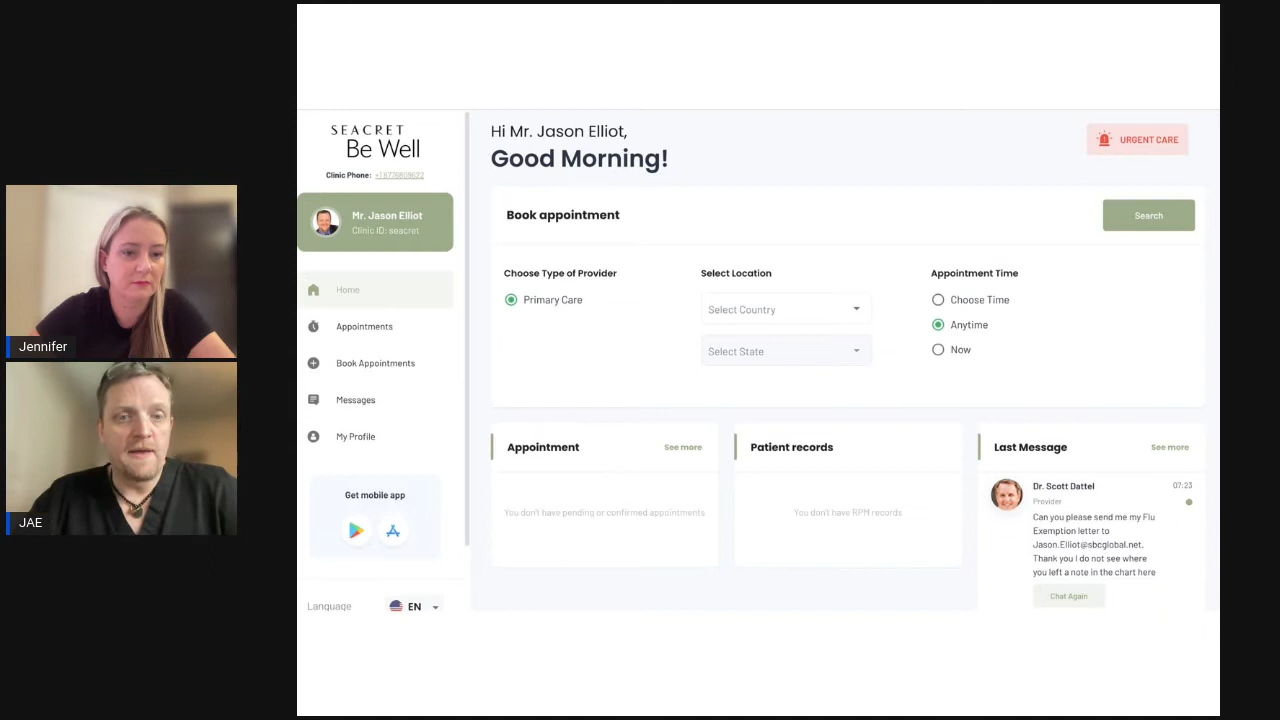 SEACRET
Be Well
Clinic Phone: +16776809622
Mr. Jason Elliot
Clinic ID: seacret
Home
Appointments
Book Appointments
Messages
My Profile
Get mobile app
Language
EN
Hi Mr. Jason Elliot,
Good Morning!
URGENT CARE
Book appointment
Search
Choose Type of Provider
Primary Care
Select Location
Select Country
Select State
Appointment Time
Choose Time
Anytime
Now
Appointment
See more
You don't have pending or confirmed appointments
Patient records
You don't have RPM records
Last Message
See more
Dr. Scott Dattel
07:23
Provider
Can you please send me my Flu
Exemption letter to
Jason.Elliot@sbcglobal.net.
Thank you I do not see where
you left a note in the chart here
Chat Again
Jennifer
JAE